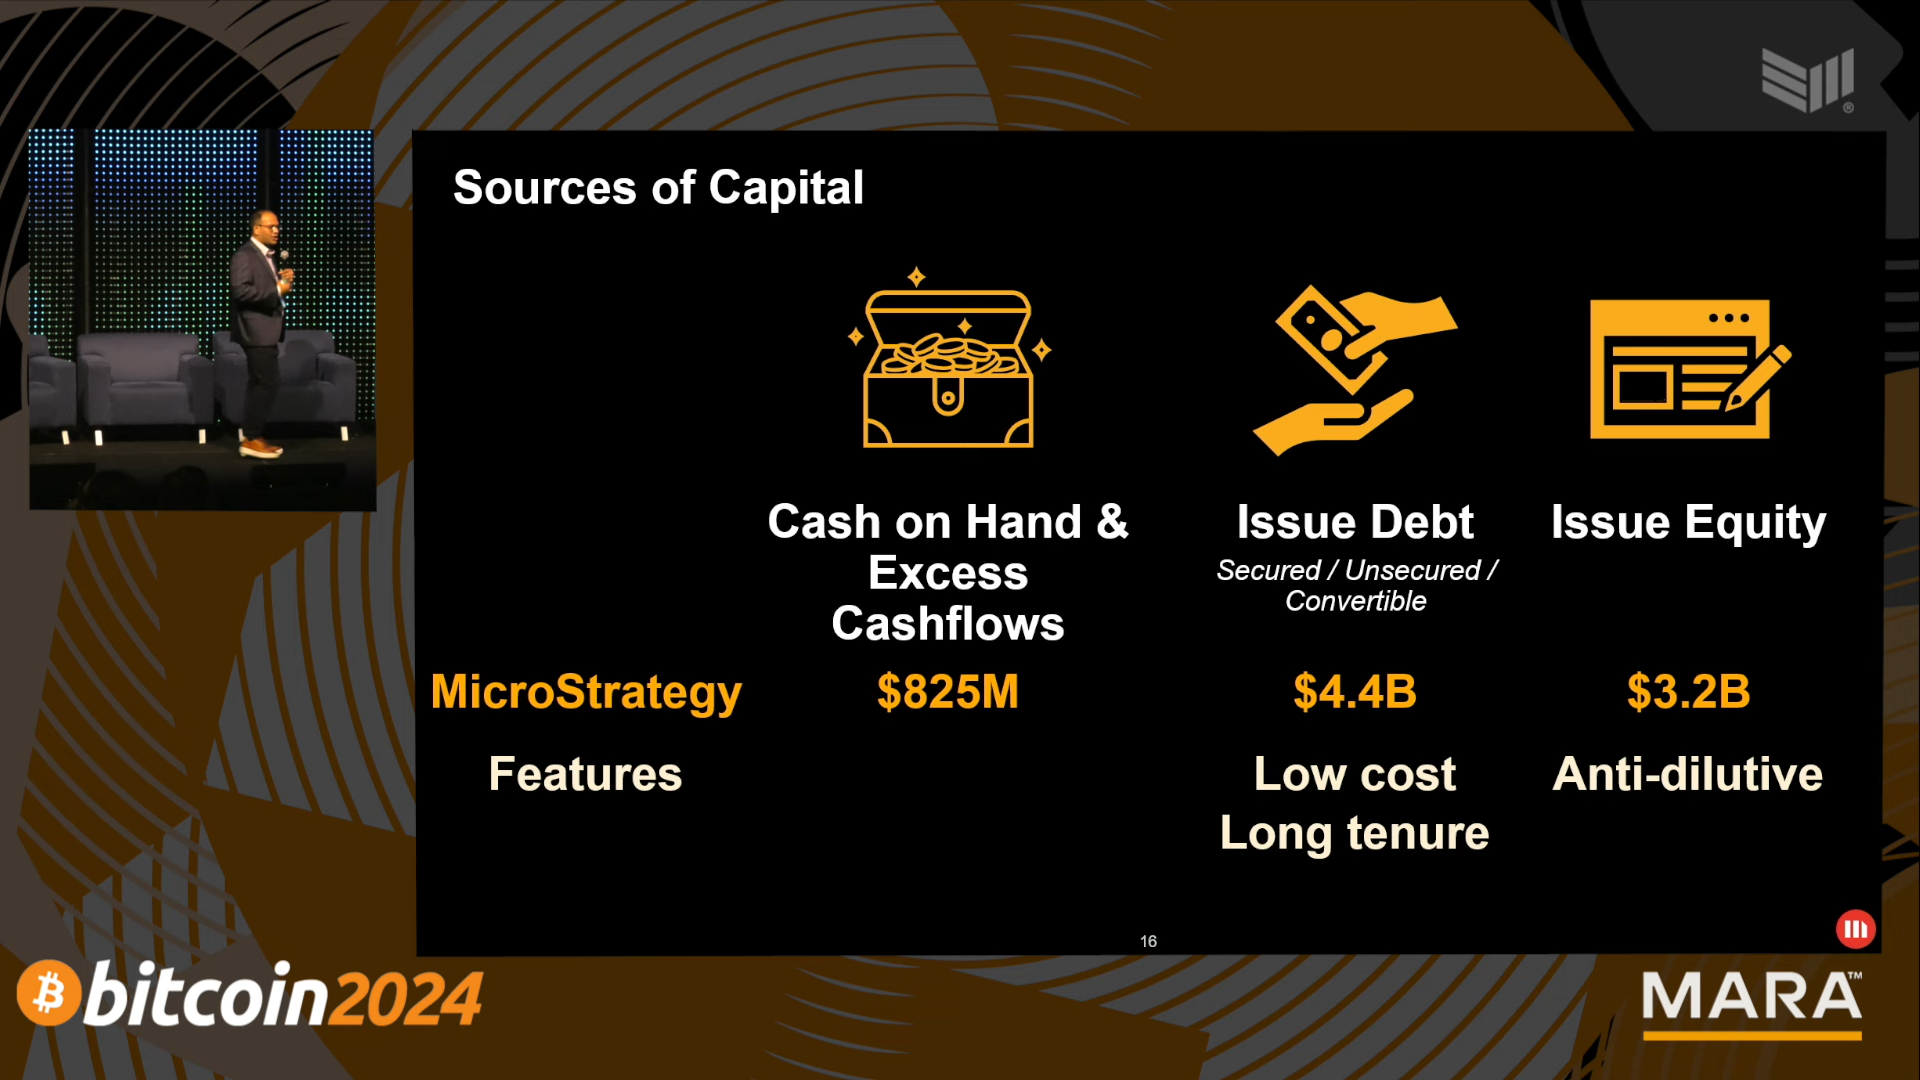 ®
Sources of Capital
Cash on Hand &
Excess
Cashflows
Issue Debt
Secured / Unsecured /
Convertible
Issue Equity
MicroStrategy
$825M
$4.4B
$3.2B
Features
Low cost
Long tenure
Anti-dilutive
16
bitcoin2024
MARA™